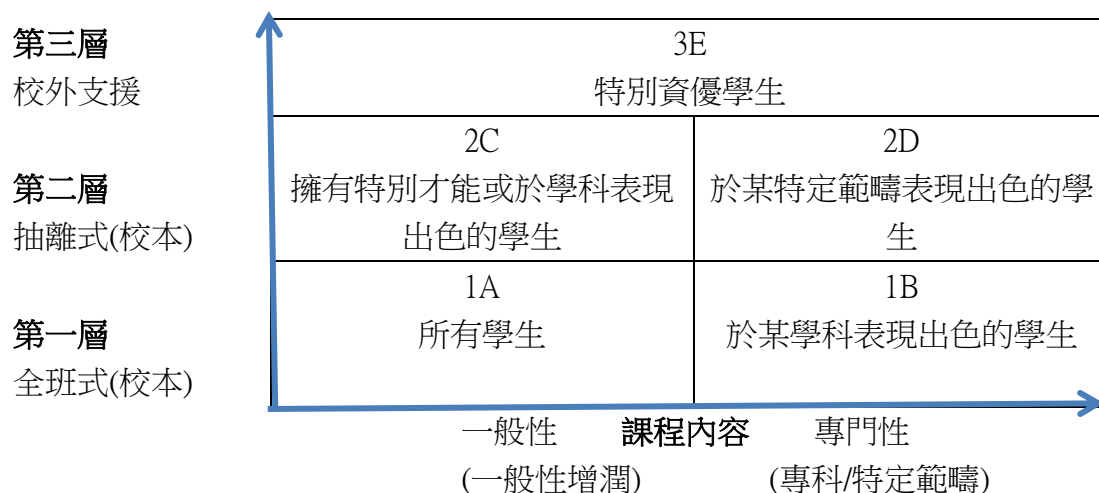 第三層
校外支援
3E
特別資優學生
第二層
抽離式(校本)
2C
擁有特別才能或於學科表現
出色的學生
2D
於某特定範疇表現出色的學
生
第一層
全班式(校本)
1A
所有學生
1B
於某學科表現出色的學生
一般性 課程內容 專門性
(一般性增潤) (專科/特定範疇)